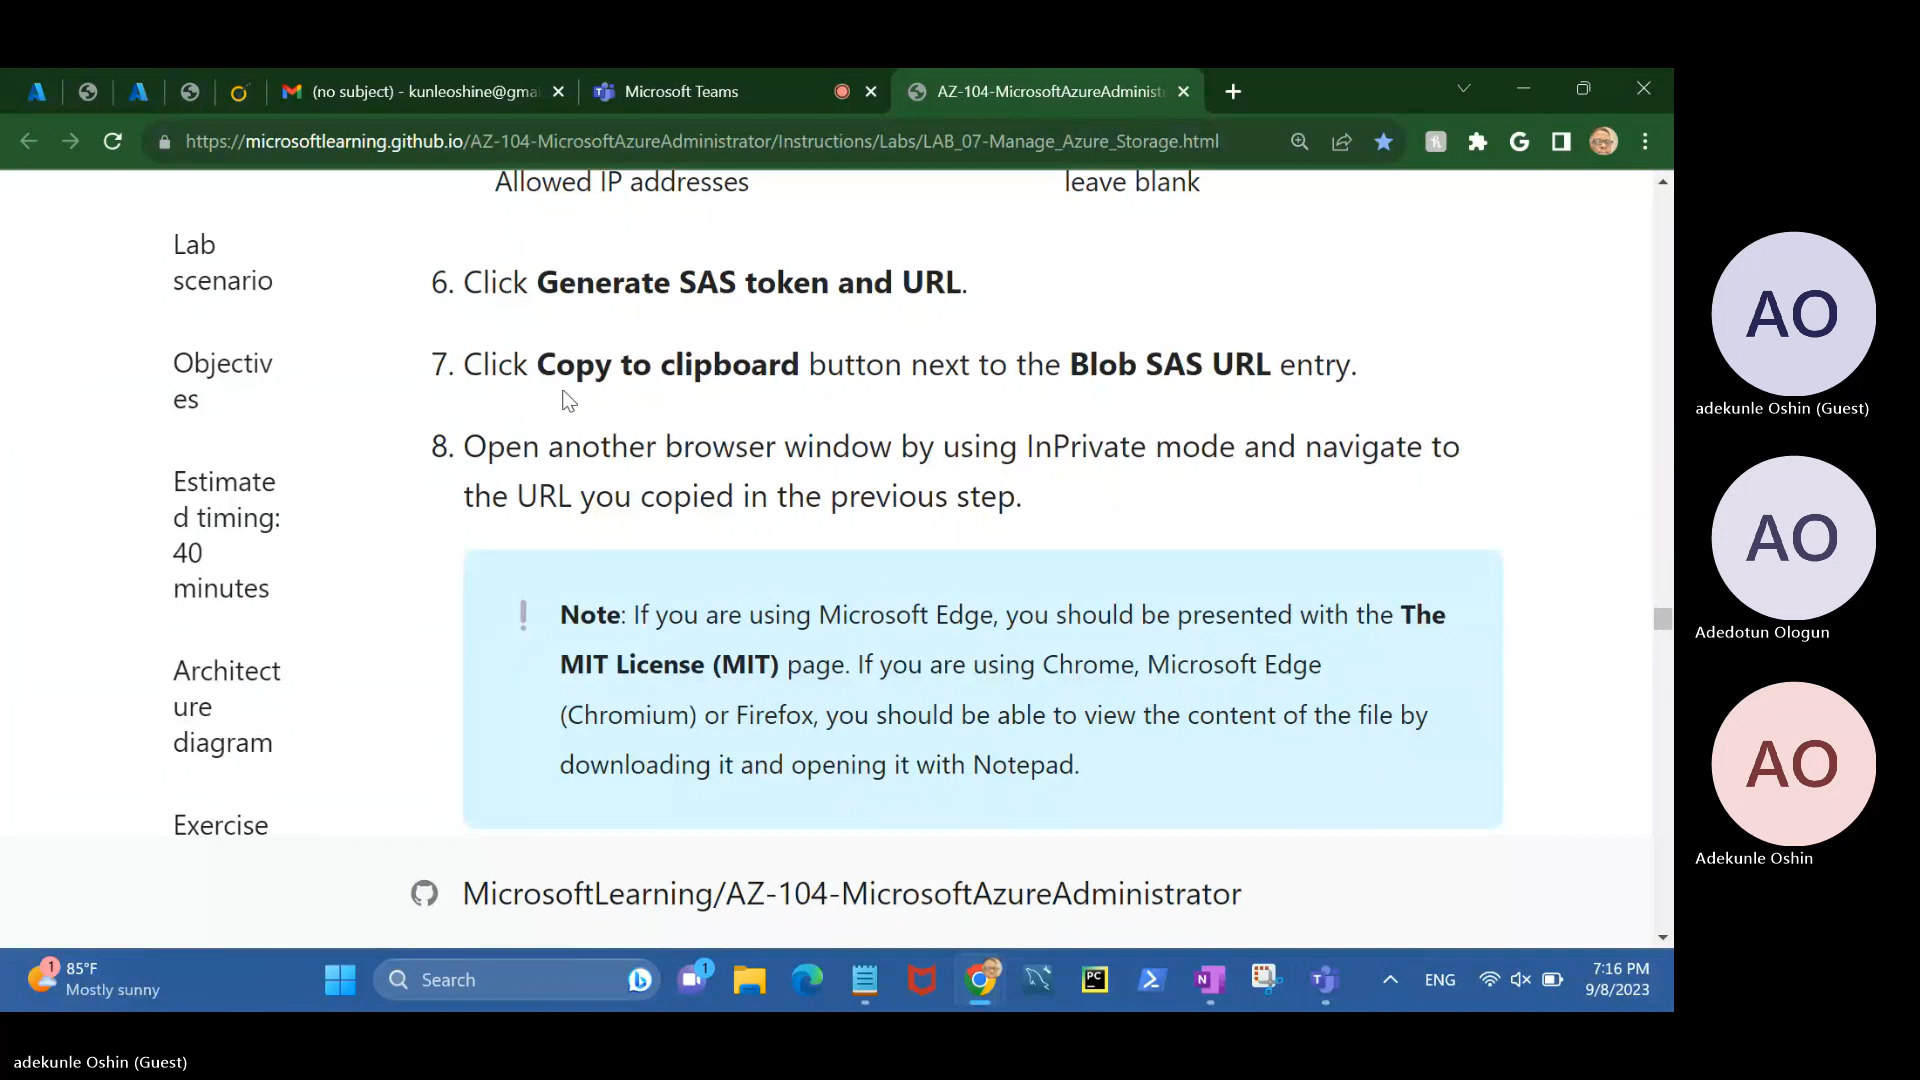 (no subject) - kunleoshine@gma
Microsoft Teams
AZ-104-MicrosoftAzureAdminist
https://microsoftlearning.github.io/AZ-104-MicrosoftAzureAdministrator/Instructions/Labs/LAB_07-Manage_Azure_Storage.html
Allowed IP addresses
leave blank
Lab
scenario
Objectiv
es
Estimate
d timing:
40
minutes
Architect
ure
diagram
Exercise
6. Click Generate SAS token and URL.
7. Click Copy to clipboard button next to the Blob SAS URL entry.
8. Open another browser window by using InPrivate mode and navigate to
the URL you copied in the previous step.
Note: If you are using Microsoft Edge, you should be presented with the The
MIT License (MIT) page. If you are using Chrome, Microsoft Edge
(Chromium) or Firefox, you should be able to view the content of the file by
downloading it and opening it with Notepad.
MicrosoftLearning/AZ-104-MicrosoftAzureAdministrator
1
85°F
Mostly sunny
Search
1
PC
N
ENG
7:16 PM
9/8/2023
AO
adekunle Oshin (Guest)
AO
Adedotun Ologun
AO
Adekunle Oshin
adekunle Oshin (Guest)